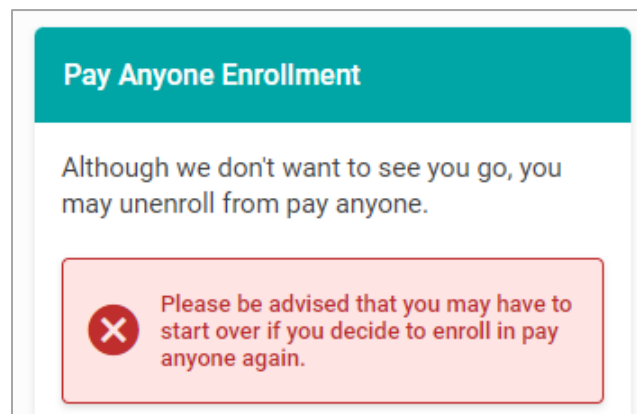 Pay Anyone Enrollment
Although we don't want to see you go, you
may unenroll from pay anyone.
Please be advised that you may have to
start over if you decide to enroll in pay
anyone again.